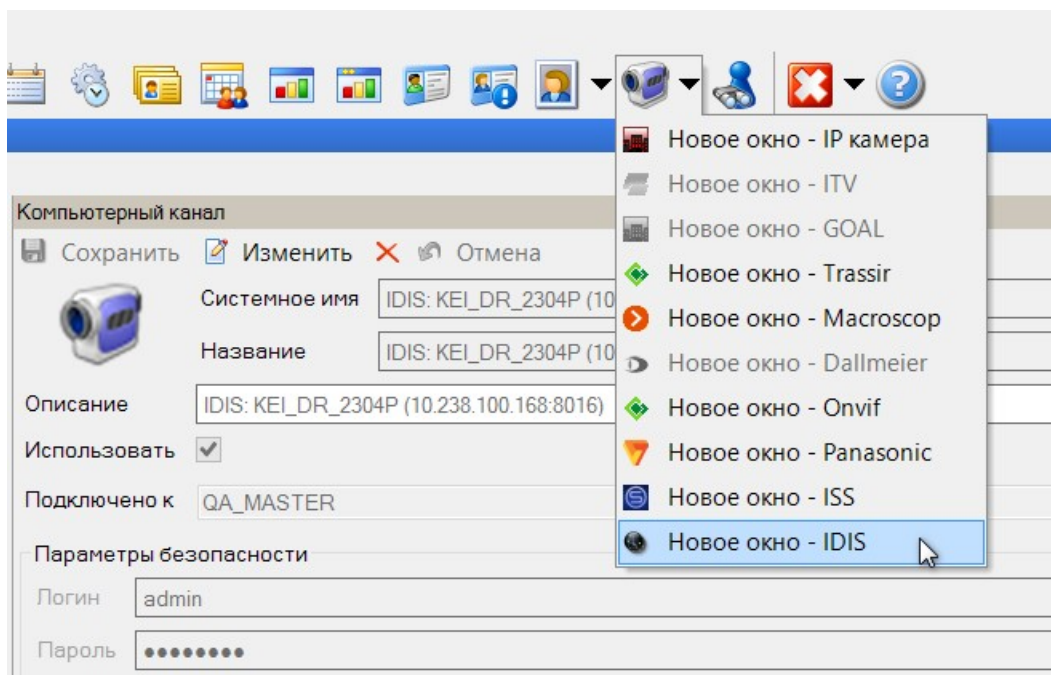 Новое окно - IP камера
Новое окно - ITV
Новое окно - GOAL
Новое окно - Trassir
Новое окно - Macroscop
Новое окно - Dallmeier
Новое окно - Onvif
Новое окно - Panasonic
Новое окно - ISS
Новое окно - IDIS
Компьютерный канал
Сохранить Изменить Отмена
Системное имя IDIS: KEI_DR_2304P (10
Название IDIS: KEI_DR_2304P (10
Описание IDIS: KEI_DR_2304P (10.238.100.168:8016)
Использовать
Подключено к QA_MASTER
Параметры безопасности
Логин admin
Пароль ●●●●●●●●